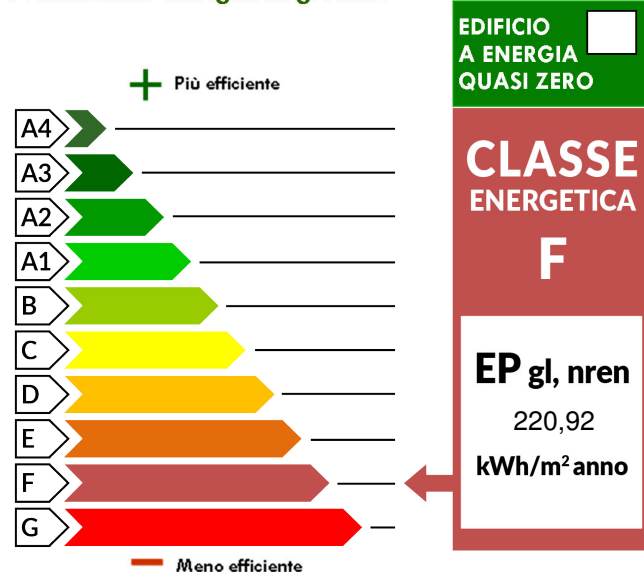 Più efficiente
A4
A3
A2
A1
B
C
D
E
F
G
Meno efficiente
EDIFICIO
A ENERGIA
QUASI ZERO
CLASSE
ENERGETICA
F
EP gl, nren
220,92
kWh/m² anno